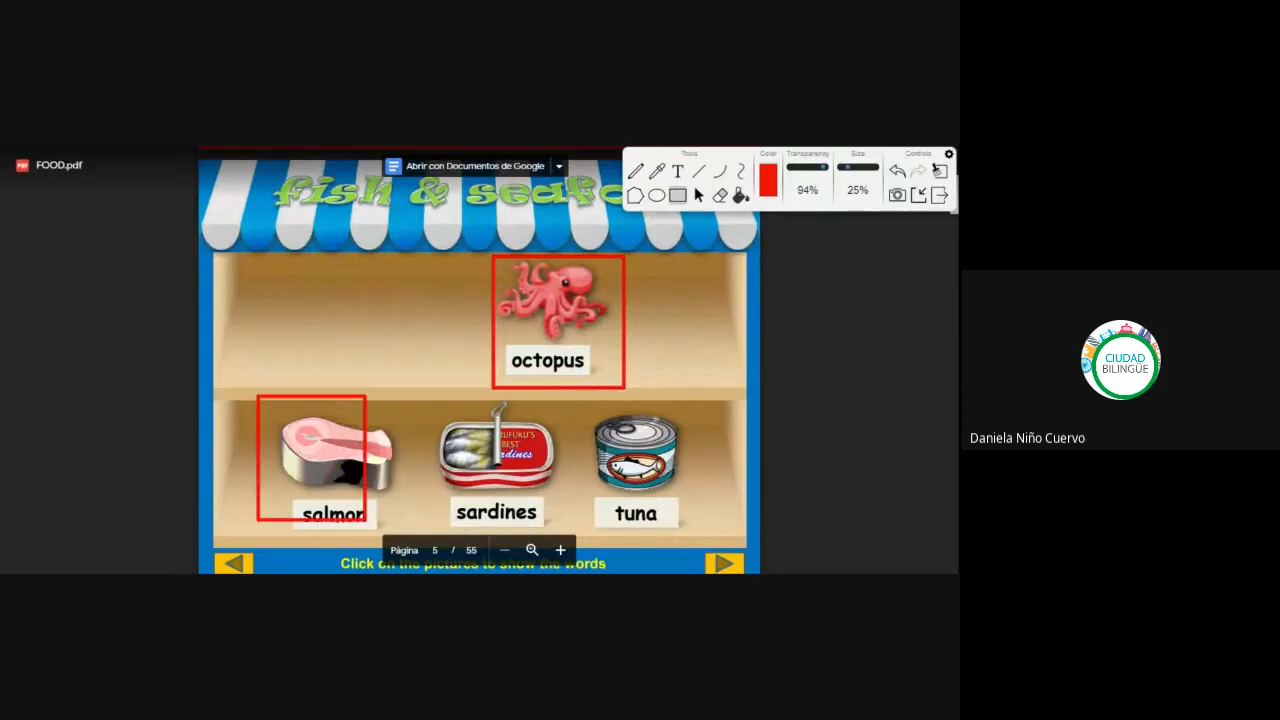 FOOD.pdf
Abrir con Documentos de Google
Tools
Color
Transparency
Size
Controls
94%
25%
fish & seafo
octopus
BEST
salmon
sardines
tuna
Página 5 / 55
Click on the pictures to show the words
CIUDAD
BILINGÜE
Daniela Niño Cuervo